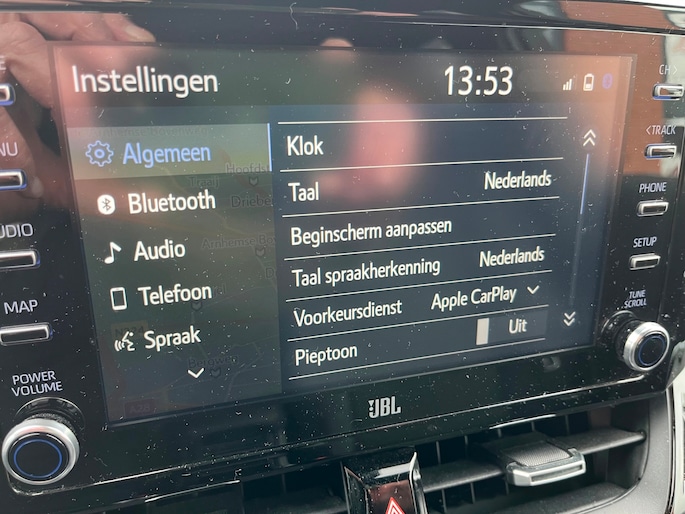 Instellingen
13:53
Algemeen
Bluetooth
Audio
Telefoon
Spraak
Klok
Taal Nederlands
Beginscherm aanpassen
Taal spraakherkenning Nederlands
Voorkeursdienst Apple CarPlay
Pieptoon Uit
MAP
POWER
VOLUME
CH >
< TRACK
PHONE
SETUP
TUNE
SCROLL
JBL